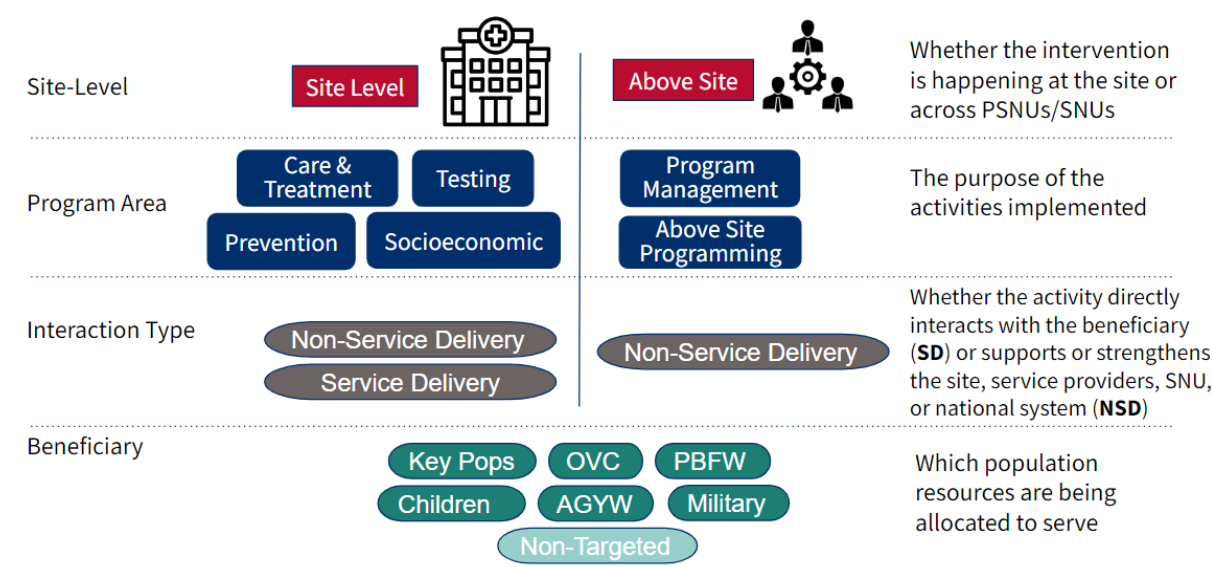 Site-Level
Site Level
Above Site
Whether the intervention
is happening at the site or
across PSNUs/SNUs
Program Area
Care &
Treatment
Testing
Prevention
Socioeconomic
Program
Management
Above Site
Programming
The purpose of the
activities implemented
Interaction Type
Non-Service Delivery
Service Delivery
Non-Service Delivery
Whether the activity directly
interacts with the beneficiary
(SD) or supports or strengthens
the site, service providers, SNU,
or national system (NSD)
Beneficiary
Key Pops
OVC
PBFW
Children
AGYW
Military
Non-Targeted
Which population
resources are being
allocated to serve